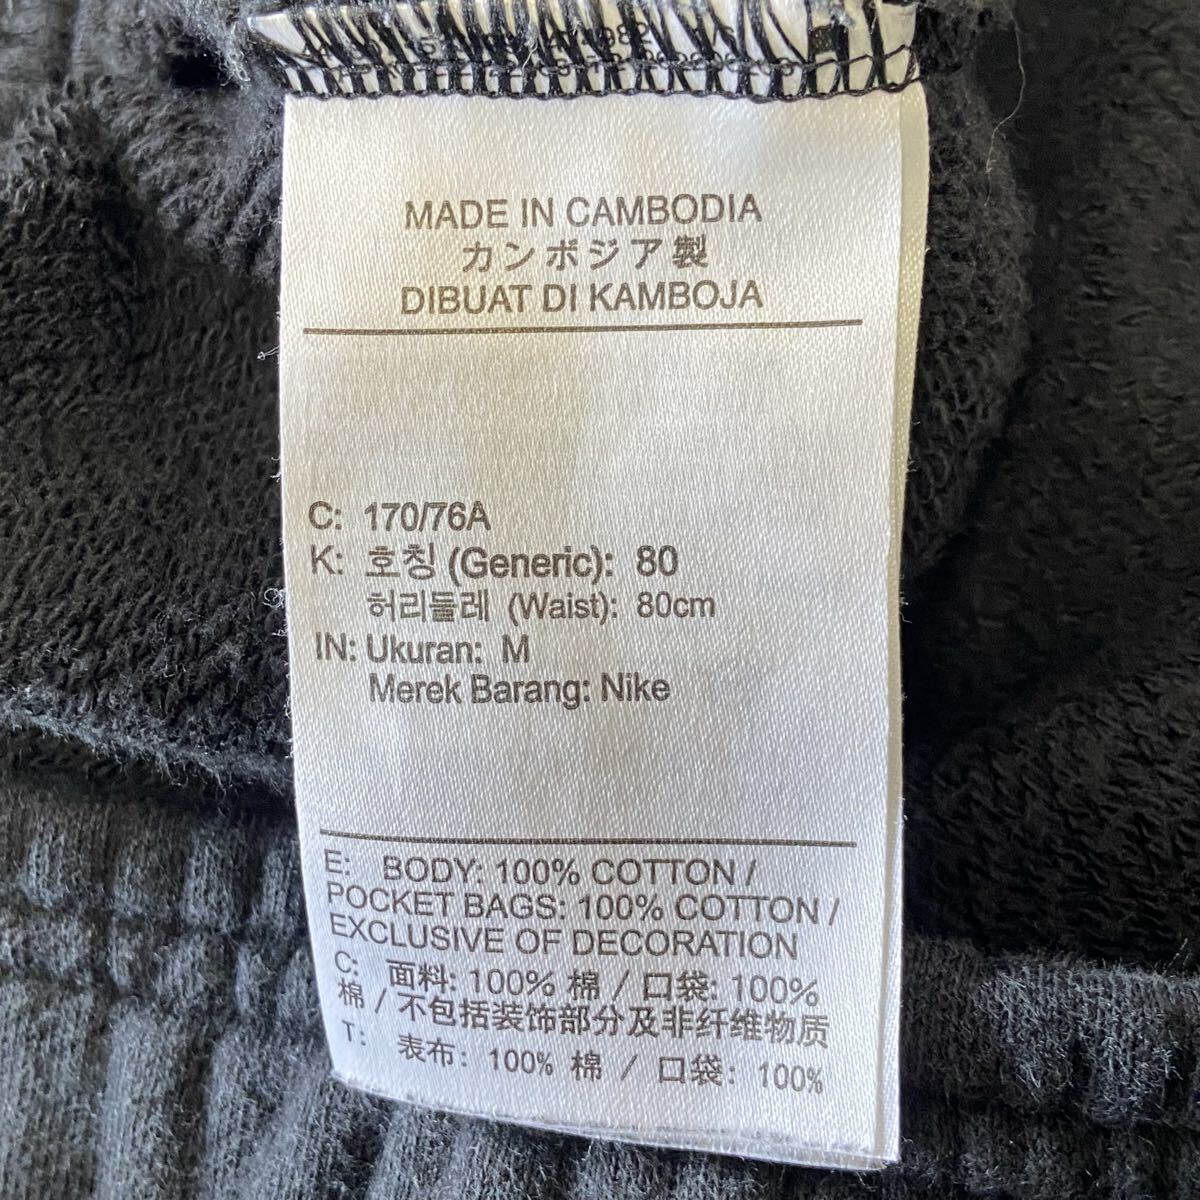 MADE IN CAMBODIA
カンボジア製
DIBUAT DI KAMBOJA
C: 170/76A
K: 호칭 (Generic): 80
허리둘레 (Waist): 80cm
IN: Ukuran: M
Merek Barang: Nike
E: BODY: 100% COTTON /
POCKET BAGS: 100% COTTON /
EXCLUSIVE OF DECORATION
C: 面料: 100% 棉 / 口袋: 100%
棉 / 不包括装饰部分及非纤维物质
T: 表布: 100% 棉 / 口袋: 100%